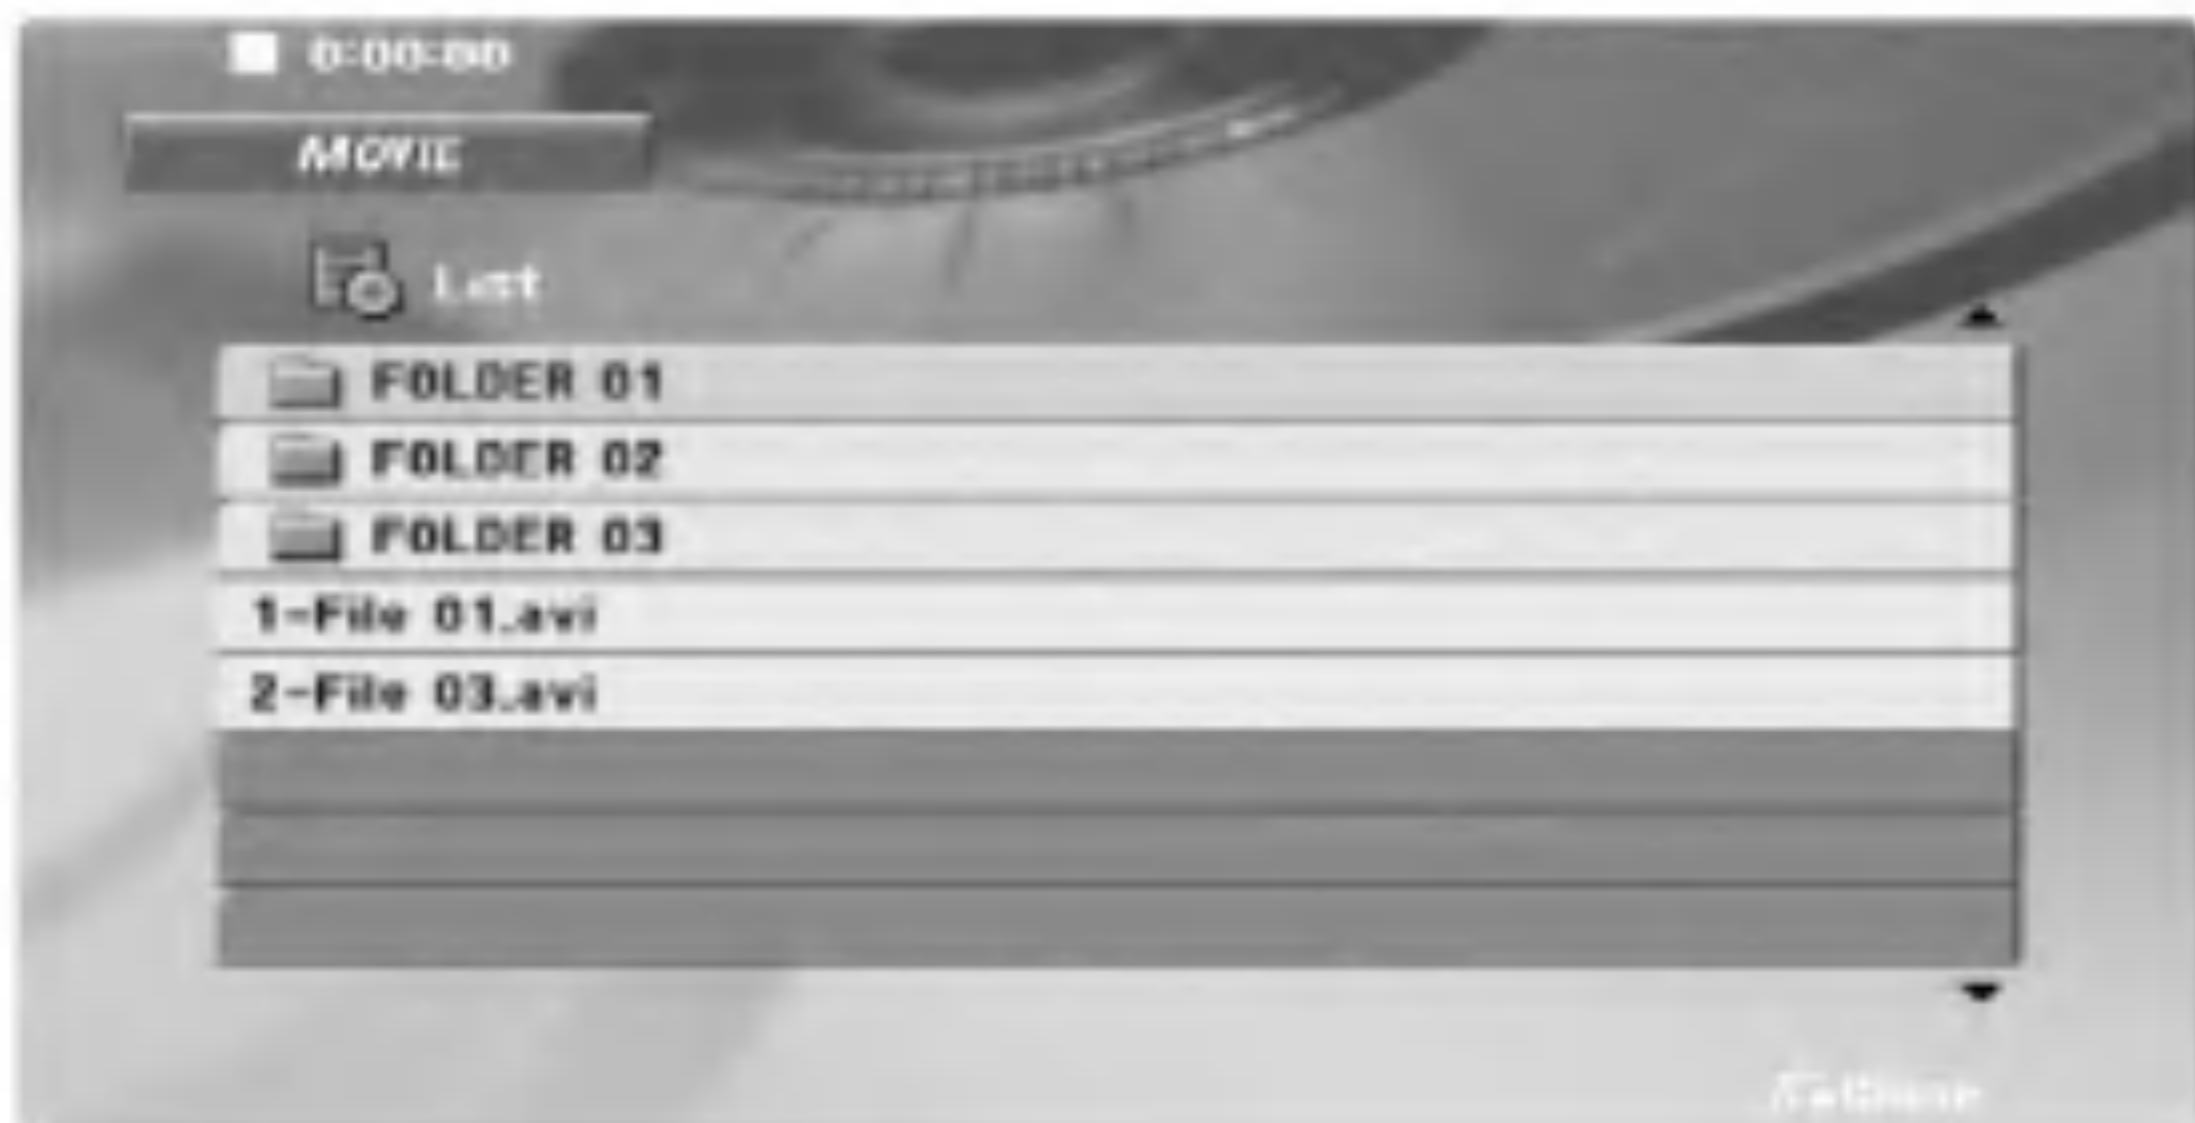 0:00:00
MOVIE
List
FOLDER 01
FOLDER 02
FOLDER 03
1-File 01.avi
2-File 03.avi